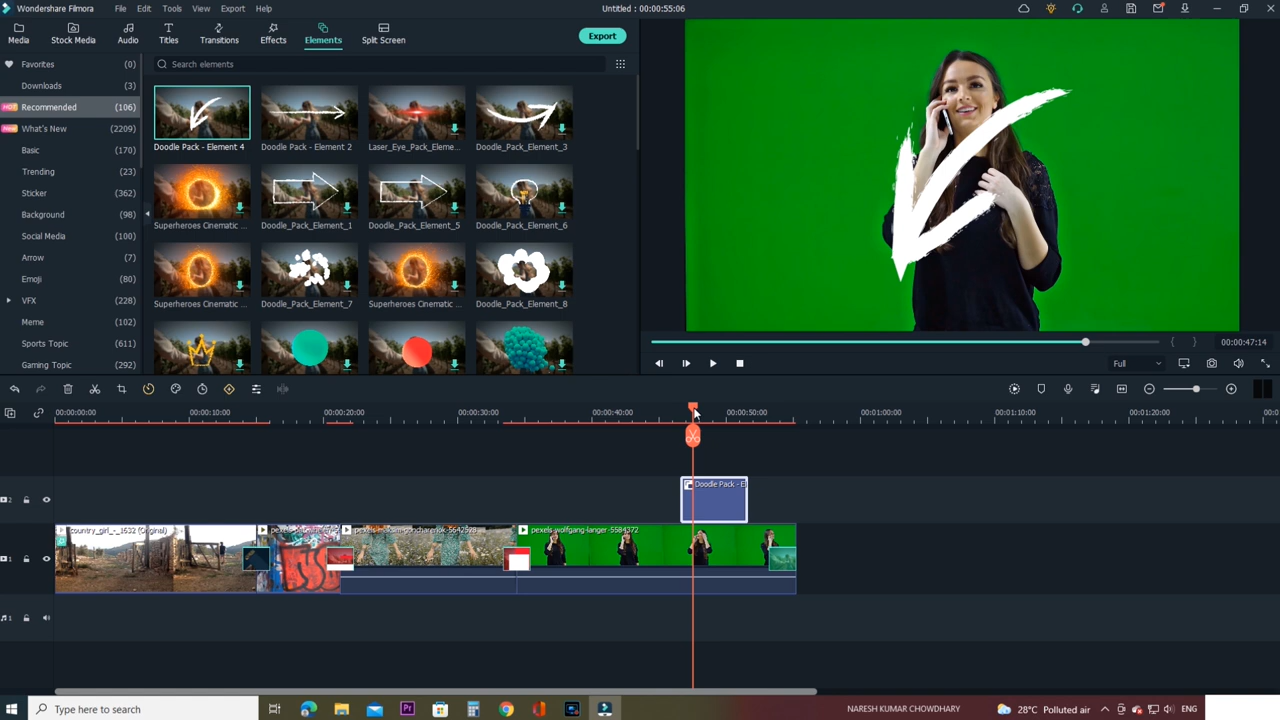 Wondershare Filmora File Edit Tools View Export Help Untitled : 00:00:55:06
Media Stock Media Audio Titles Transitions Effects Elements Split Screen Export
Favorites (0)
Downloads (3)
HOT Recommended (106)
New What's New (2209)
Basic (170)
Trending (23)
Sticker (362)
Background (98)
Social Media (100)
Arrow (7)
Emoji (80)
VFX (228)
Meme (102)
Sports Topic (611)
Gaming Topic (292)
Search elements
Doodle Pack - Element 4 Doodle Pack - Element 2 Laser_Eye_Pack_Eleme... Doodle_Pack_Element_3
Superheroes Cinematic ... Doodle_Pack_Element_1 Doodle_Pack_Element_5 Doodle_Pack_Element_6
Superheroes Cinematic ... Doodle_Pack_Element_7 Superheroes Cinematic ... Doodle_Pack_Element_8
00:00:47:14
Full
00:00:00:00 00:00:10:00 00:00:20:00 00:00:30:00 00:00:40:00 00:00:50:00 00:01:00:00 00:01:10:00 00:01:20:00
2
Doodle Pack - E
1
country_girl_-_1632 (Original)
pexels-wolfgang-langer-5584372
1
Type here to search
Pr
NARESH KUMAR CHOWDHARY 28°C Polluted air ENG